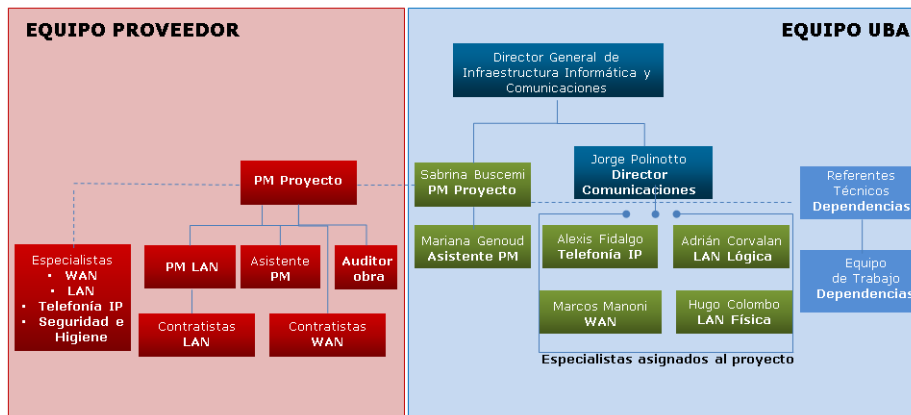 EQUIPO PROVEEDOR
EQUIPO UBA
Director General de
Infraestructura Informática y
Comunicaciones
PM Proyecto
Sabrina Buscemi
PM Proyecto
Jorge Polinotto
Director
Comunicaciones
Referentes
Técnicos
Dependencias
Especialistas
• WAN
• LAN
• Telefonía IP
• Seguridad e
Higiene
PM LAN
Asistente
PM
Auditor
obra
Mariana Genoud
Asistente PM
Alexis Fidalgo
Telefonía IP
Adrián Corvalan
LAN Lógica
Equipo
de Trabajo
Dependencias
Contratistas
LAN
Contratistas
WAN
Marcos Manoni
WAN
Hugo Colombo
LAN Física
Especialistas asignados al proyecto